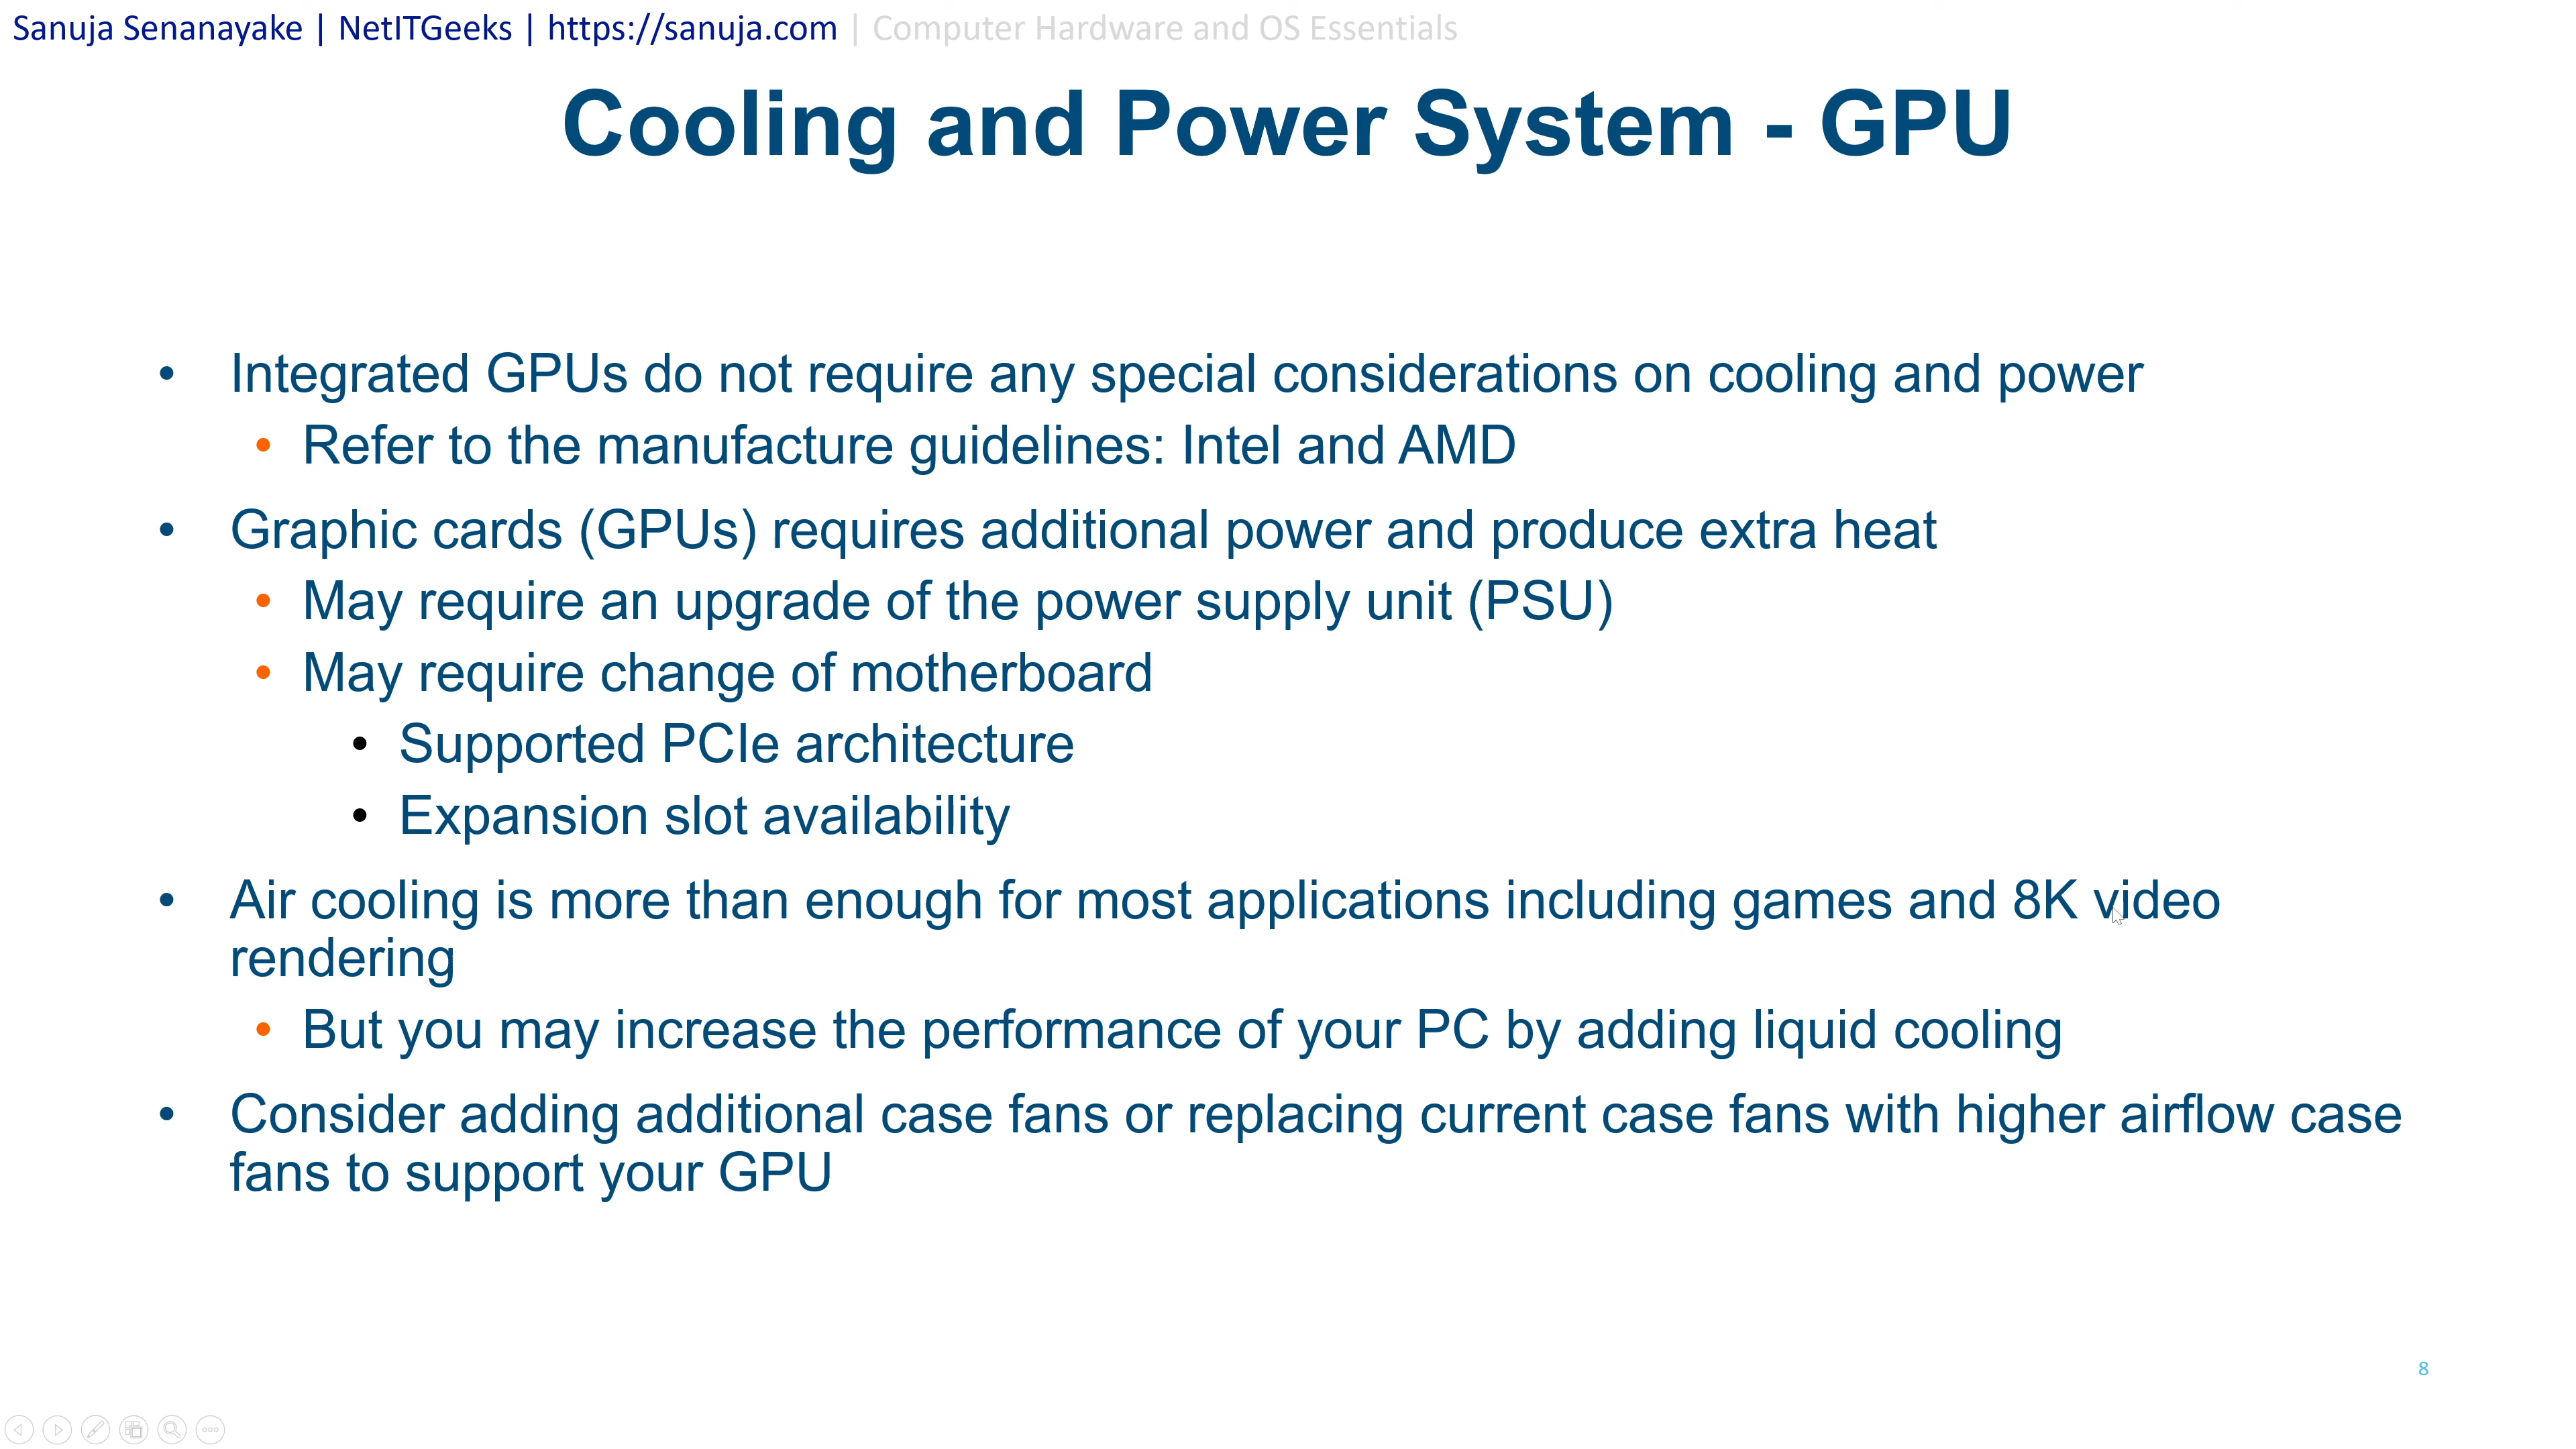 Sanuja Senanayake | NetITGeeks | https://sanuja.com | Computer Hardware and OS Essentials
Cooling and Power System - GPU
• Integrated GPUs do not require any special considerations on cooling and power
• Refer to the manufacture guidelines: Intel and AMD
• Graphic cards (GPUs) requires additional power and produce extra heat
• May require an upgrade of the power supply unit (PSU)
• May require change of motherboard
• Supported PCIe architecture
• Expansion slot availability
• Air cooling is more than enough for most applications including games and 8K video
rendering
• But you may increase the performance of your PC by adding liquid cooling
• Consider adding additional case fans or replacing current case fans with higher airflow case
fans to support your GPU
8